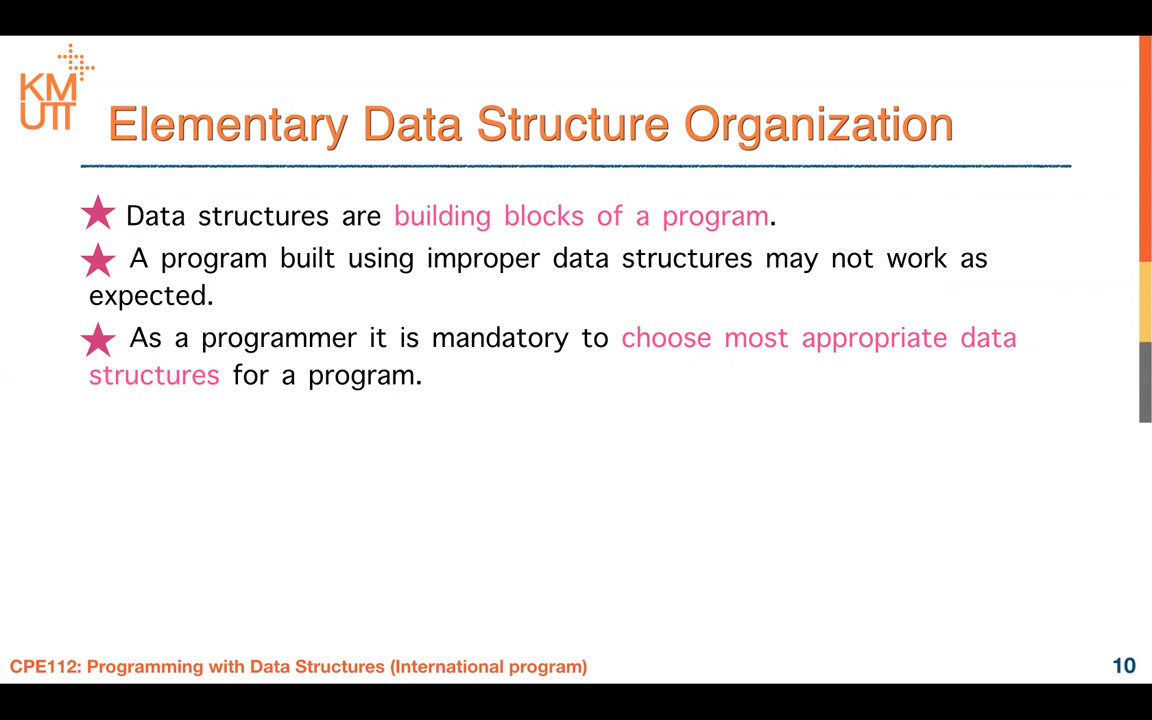 KM
UTT
Elementary Data Structure Organization
Data structures are building blocks of a program.
A program built using improper data structures may not work as
expected.
As a programmer it is mandatory to choose most appropriate data
structures for a program.
CPE112: Programming with Data Structures (International program)
10